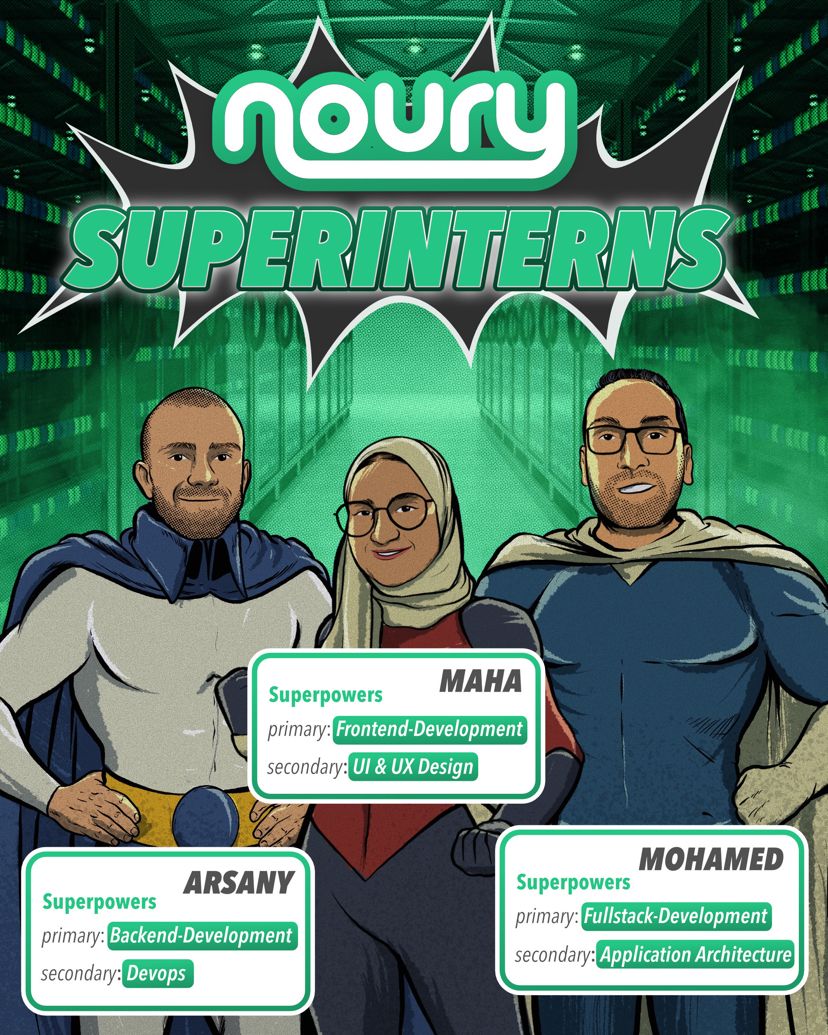 noury
SUPERINTERNS
MAHA
Superpowers
primary: Frontend-Development
secondary: UI & UX Design
ARSANY
Superpowers
primary: Backend-Development
secondary: Devops
MOHAMED
Superpowers
primary: Fullstack-Development
secondary: Application Architecture